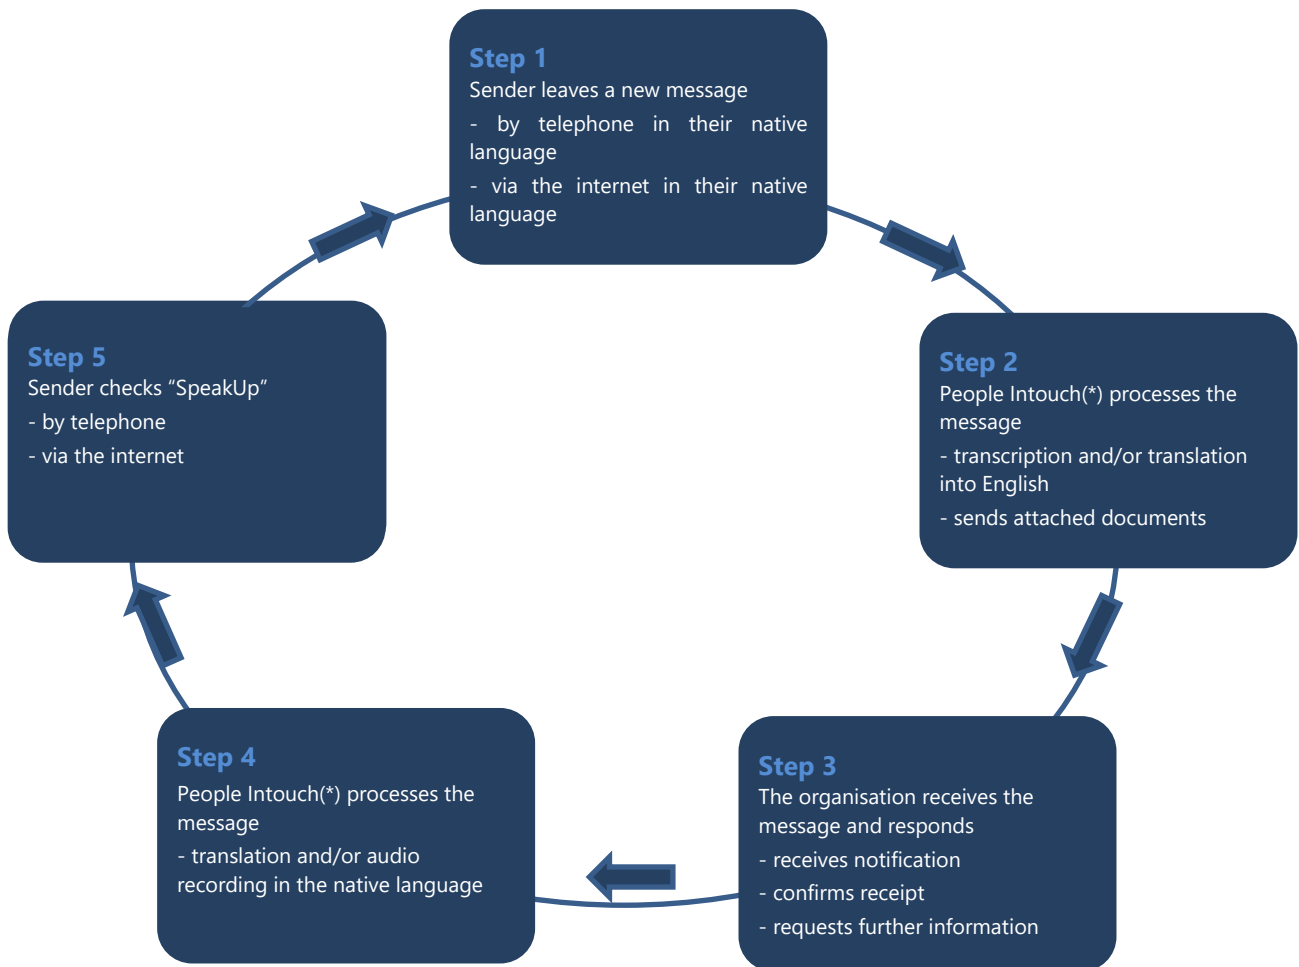 Step 1
Sender leaves a new message
- by telephone in their native
language
- via the internet in their native
language
Step 2
People Intouch(*) processes the
message
- transcription and/or translation
into English
- sends attached documents
Step 3
The organisation receives the
message and responds
- receives notification
- confirms receipt
- requests further information
Step 4
People Intouch(*) processes the
message
- translation and/or audio
recording in the native language
Step 5
Sender checks “SpeakUp”
- by telephone
- via the internet